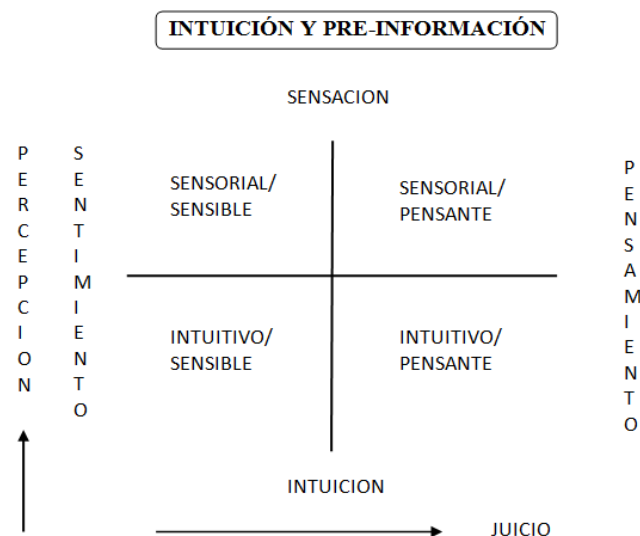 INTUICIÓN Y PRE-INFORMACIÓN
SENSACION
PERCEPCION
SENTIMIENTO
SENSORIAL/
SENSIBLE
SENSORIAL/
PENSANTE
PENSAMIENTO
INTUITIVO/
SENSIBLE
INTUITIVO/
PENSANTE
INTUICION
JUICIO